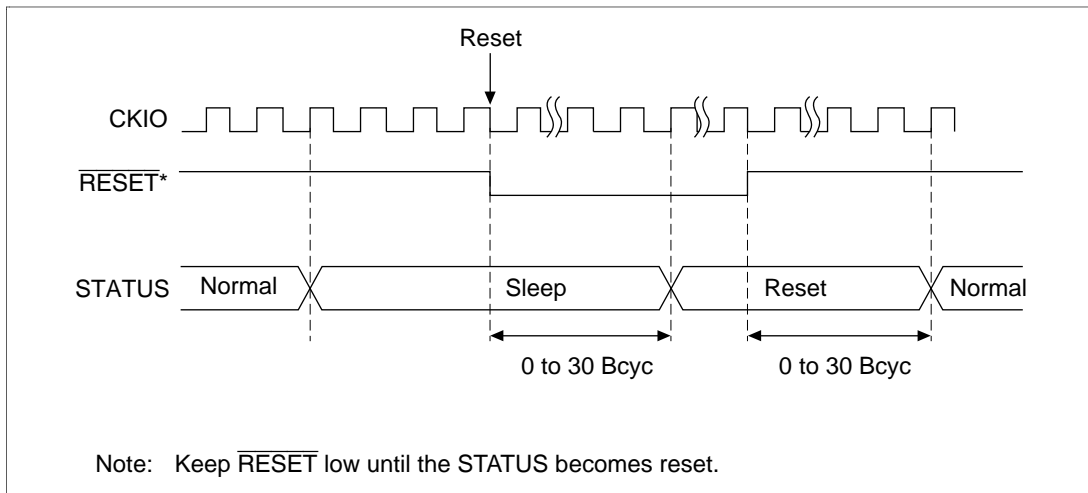 Reset
CKIO
RESET*
STATUS Normal Sleep Reset Normal
0 to 30 Bcyc 0 to 30 Bcyc
Note: Keep RESET low until the STATUS becomes reset.